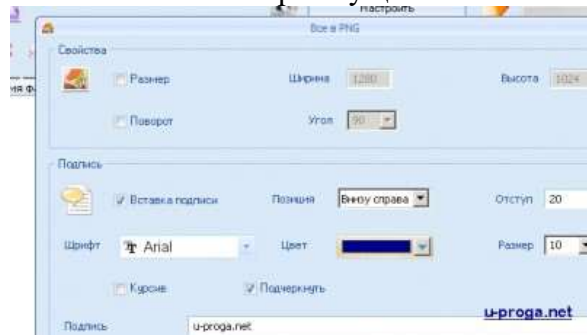 Настроить
Все в PNG
Свойства
Размер Ширина 1280 Высота 1024
Поворот Угол 90
Подпись
Вставка подписи Позиция Внизу справа Отступ 20
Шрифт Arial Цвет Размер 10
Курсив Подчеркнуть
u-proga.net
Подпись u-proga.net